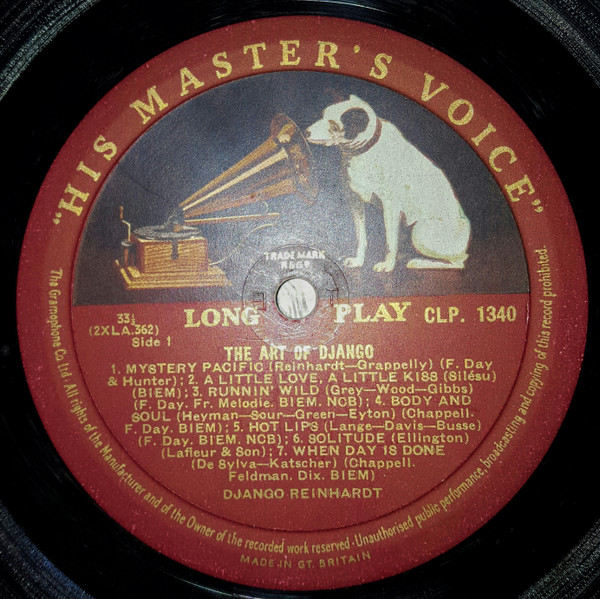 "HIS MASTER'S VOICE"
TRADE MARK
REGD
33⅓
(2XLA.362)
Side 1
LONG PLAY CLP. 1340
THE ART OF DJANGO
1. MYSTERY PACIFIC (Reinhardt—Grappelly) (F. Day
& Hunter); 2. A LITTLE LOVE, A LITTLE KISS (Silésu)
(BIEM); 3. RUNNIN' WILD (Grey—Wood—Gibbs)
(F. Day. Fr. Melodie. BIEM. NCB); 4. BODY AND
SOUL (Heyman—Sour—Green—Eyton) (Chappell.
F. Day. BIEM); 5. HOT LIPS (Lange—Davis—Busse)
(F. Day. BIEM. NCB); 6. SOLITUDE (Ellington)
(Lafleur & Son); 7. WHEN DAY IS DONE
(De Sylva—Katscher) (Chappell.
Feldman. Dix. BIEM)
DJANGO REINHARDT
The Gramophone Co. Ltd. All rights of the Manufacturer and of the Owner of the recorded work reserved · Unauthorised public performance, broadcasting and copying of this record prohibited.
MADE IN GT. BRITAIN